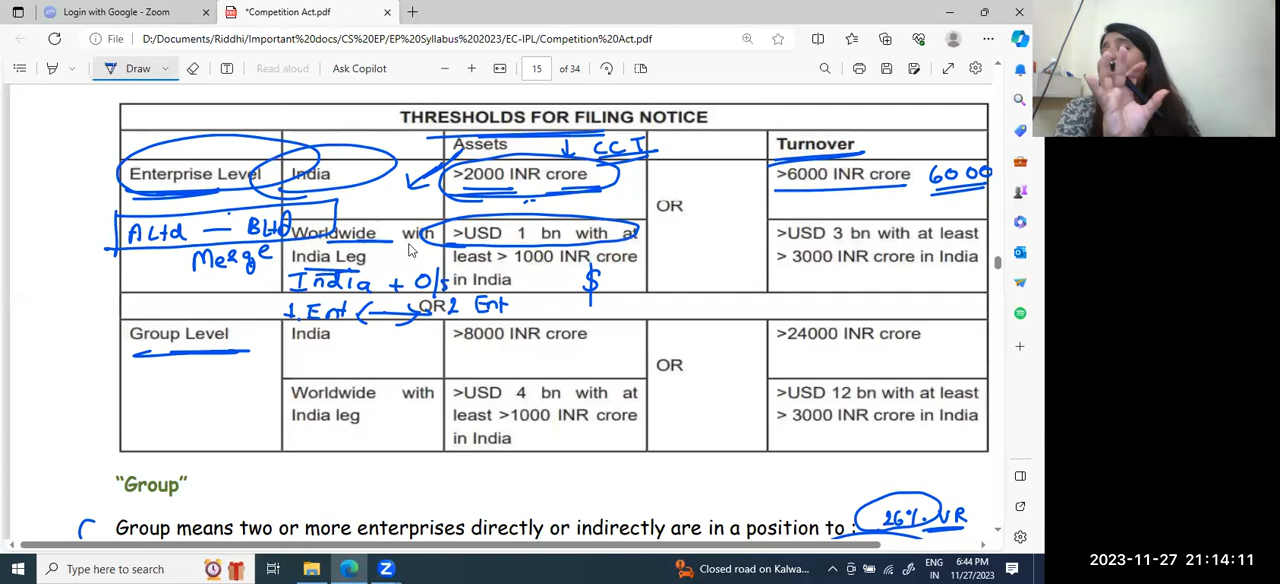 Login with Google - Zoom
*Competition Act.pdf
File
D:/Documents/Riddhi/Important%20docs/CS%20EP/EP%20Syllabus%202023/EC-IPL/Competition%20Act.pdf
Draw
Read aloud
Ask Copilot
15
of 34
THRESHOLDS FOR FILING NOTICE
Assets
CCI
Turnover
Enterprise Level
India
>2000 INR crore
OR
>6000 INR crore
6000
A Ltd — B Ltd
Merge
Worldwide with
India Leg
>USD 1 bn with at
least > 1000 INR crore
in India
>USD 3 bn with at least
> 3000 INR crore in India
India + O/s
$
1. Ent
OR
2 Ent
Group Level
India
>8000 INR crore
OR
>24000 INR crore
Worldwide with
India leg
>USD 4 bn with at
least >1000 INR crore
in India
>USD 12 bn with at least
> 3000 INR crore in India
"Group"
Group means two or more enterprises directly or indirectly are in a position to :
26% VR
Type here to search
Closed road on Kalwa...
ENG
IN
6:44 PM
11/27/2023
2023-11-27 21:14:11